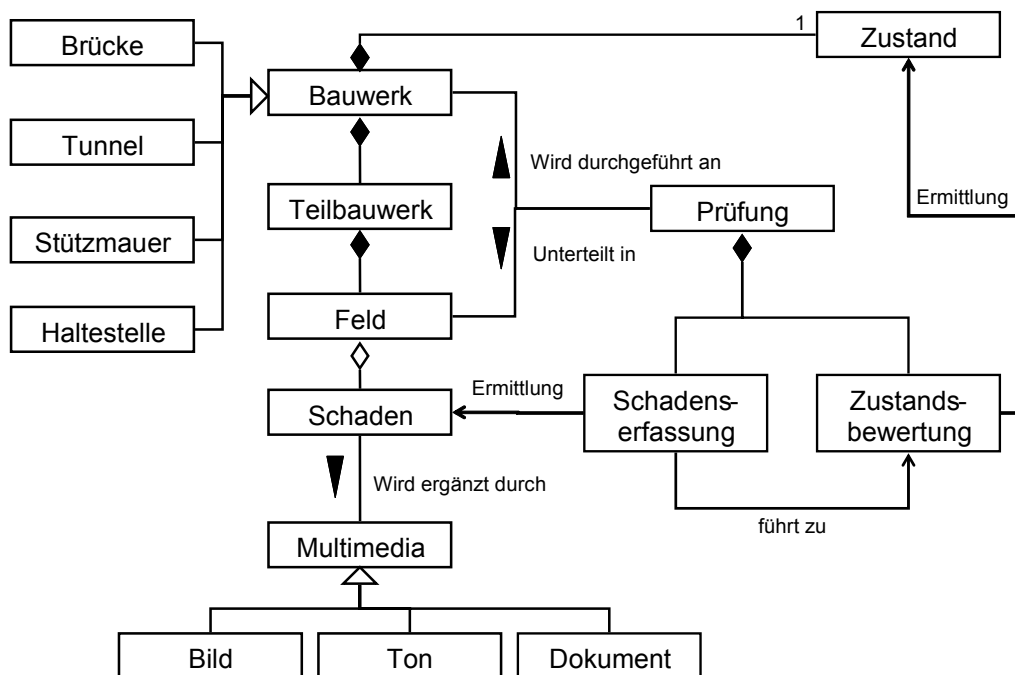 Brücke
1
Zustand
Bauwerk
Tunnel
Wird durchgeführt an
Ermittlung
Teilbauwerk
Prüfung
Stützmauer
Unterteilt in
Feld
Haltestelle
Ermittlung
Schaden
Schadens-
erfassung
Zustands-
bewertung
Wird ergänzt durch
führt zu
Multimedia
Bild
Ton
Dokument